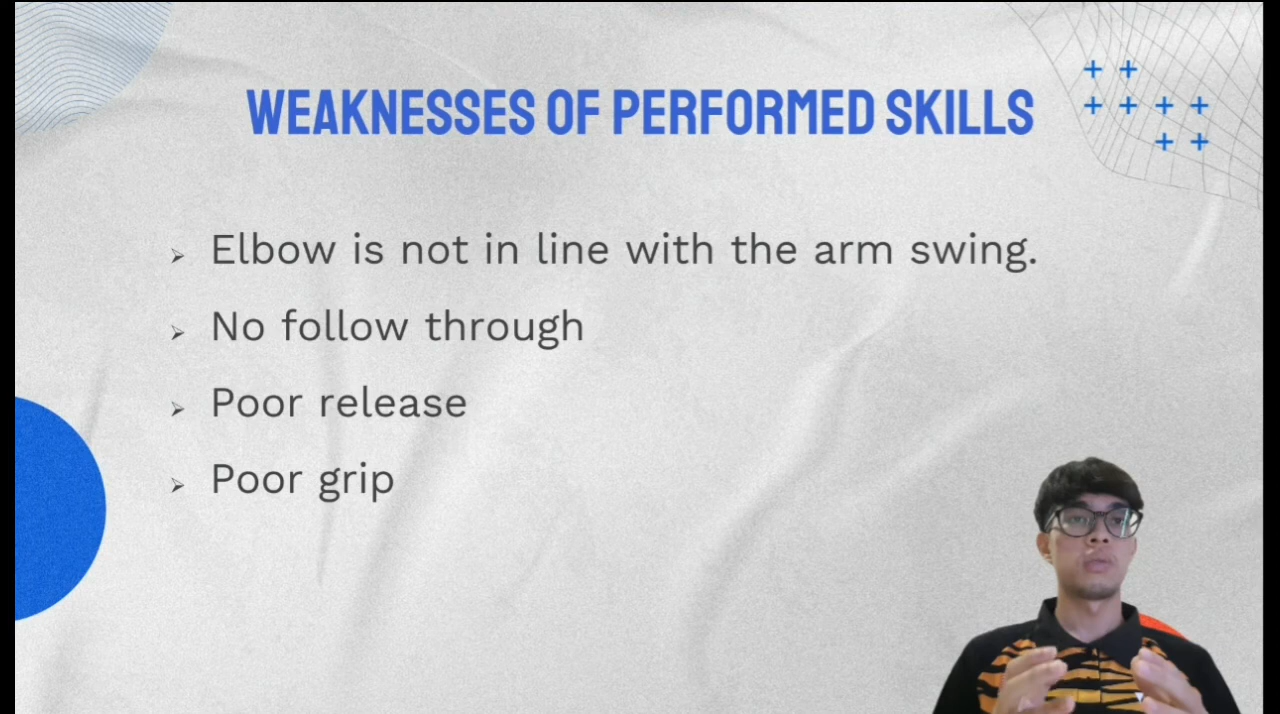 WEAKNESSES OF PERFORMED SKILLS
Elbow is not in line with the arm swing.
No follow through
Poor release
Poor grip